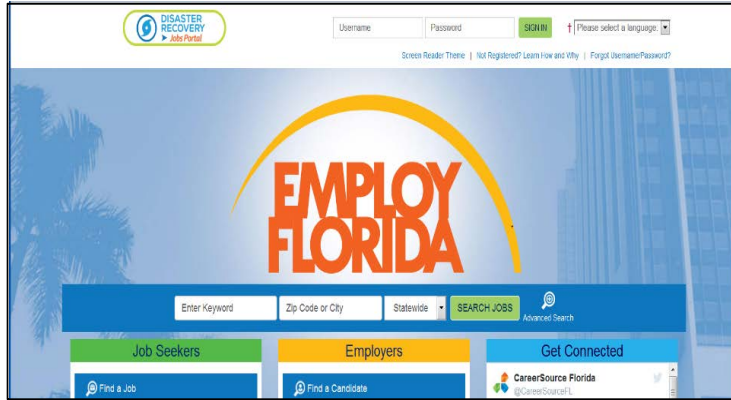 DISASTER
RECOVERY
Jobs Portal
Username
Password
SIGN IN
† Please select a language:
Screen Reader Theme | Not Registered? Learn How and Why | Forgot Username/Password?
EMPLOY
FLORIDA
Enter Keyword
Zip Code or City
Statewide
SEARCH JOBS
Advanced Search
Job Seekers
Employers
Get Connected
Find a Job
Find a Candidate
CareerSource Florida
@CareerSourceFL